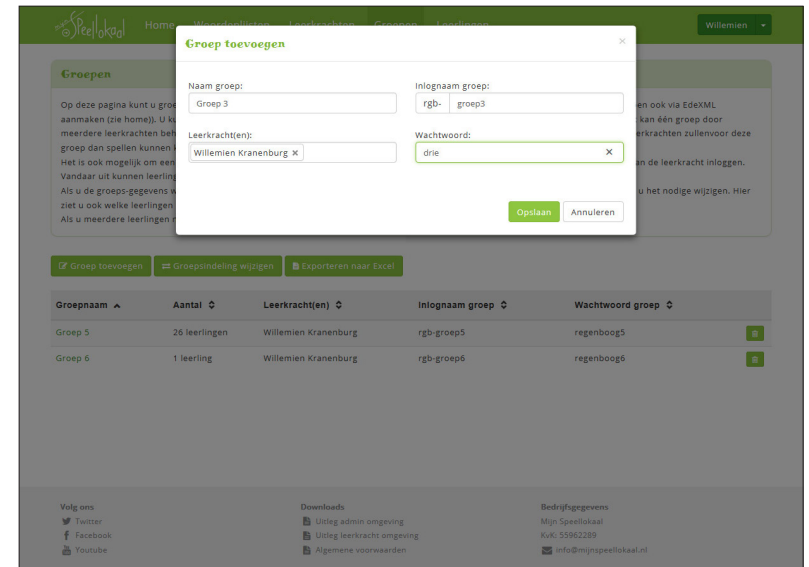 mijn Speellokaal
Home Woordenlijsten Leerkrachten Groepen Leerlingen
Willemien
Groep toevoegen
×
Groepen
Naam groep:
Inlognaam groep:
Groep 3
rgb- groep3
Leerkracht(en):
Wachtwoord:
Willemien Kranenburg ×
drie ×
Opslaan Annuleren
Op deze pagina kunt u
en ook via EdeXML
aanmaken (zie home)). U
kan één groep door
meerdere leerkrachten
erkrachten zullenvoor deze
groep dan spellen kunnen
Het is ook mogelijk om een
an de leerkracht inloggen.
Vandaar uit kunnen
Als u de groeps-gegevens
u het nodige wijzigen. Hier
ziet u ook welke leerlingen
Als u meerdere leerlingen
Groep toevoegen
Groepsindeling wijzigen
Exporteren naar Excel
Groepnaam Aantal Leerkracht(en) Inlognaam groep Wachtwoord groep
Groep 5 26 leerlingen Willemien Kranenburg rgb-groep5 regenboog5
Groep 6 1 leerling Willemien Kranenburg rgb-groep6 regenboog6
Volg ons Downloads Bedrijfsgegevens
Twitter Uitleg admin omgeving Mijn Speellokaal
Facebook Uitleg leerkracht omgeving KvK: 55962289
Youtube Algemene voorwaarden info@mijnspeellokaal.nl